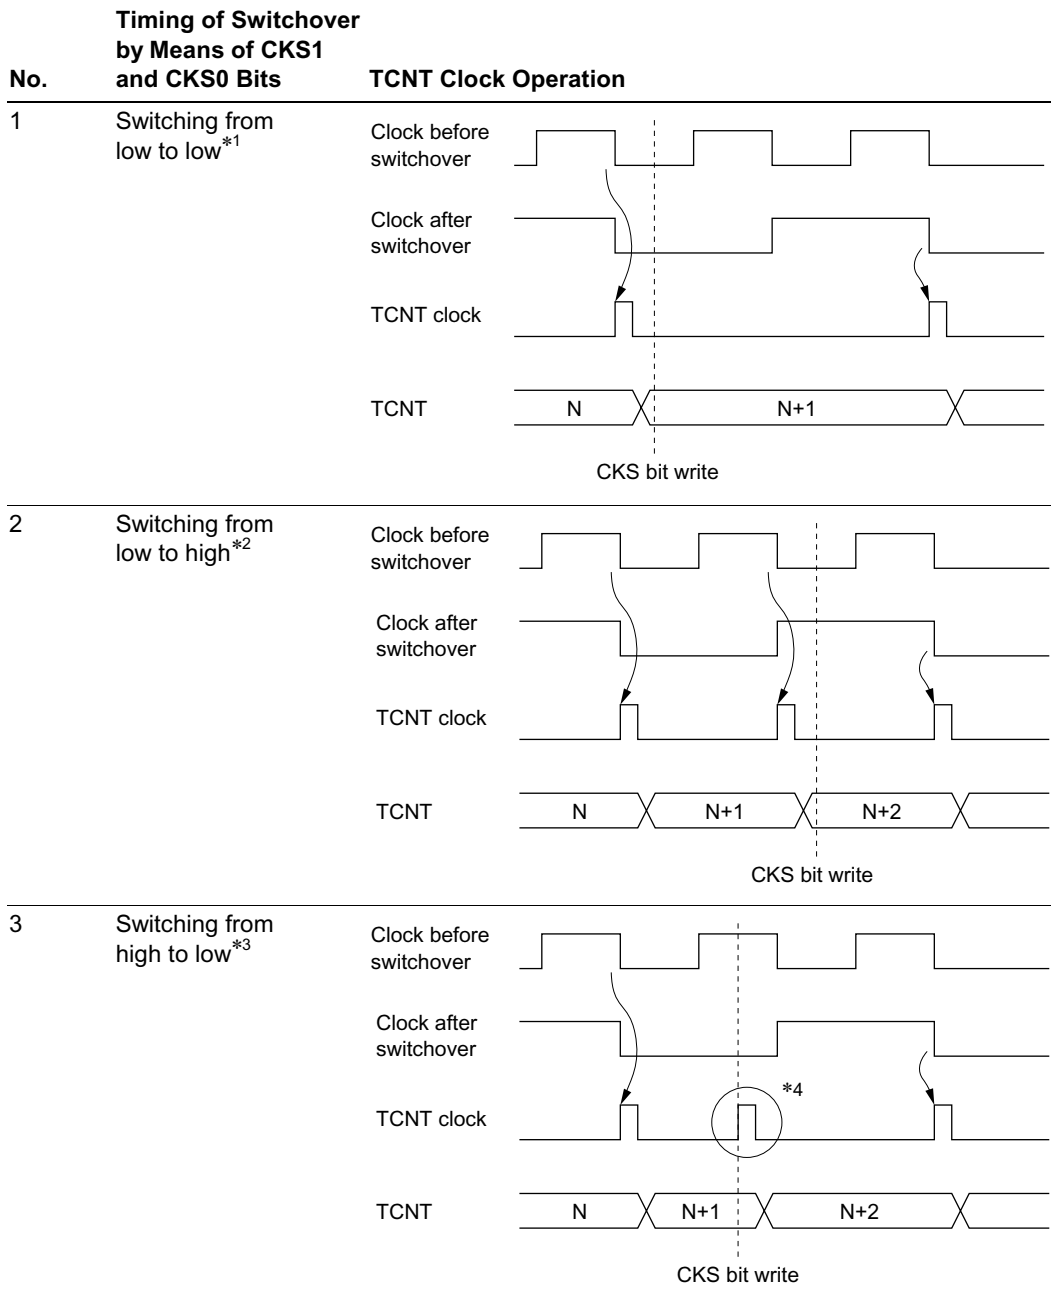 No.
Timing of Switchover
by Means of CKS1
and CKS0 Bits
TCNT Clock Operation
1
Switching from
low to low*1
Clock before
switchover
Clock after
switchover
TCNT clock
TCNT
N
N+1
CKS bit write
2
Switching from
low to high*2
Clock before
switchover
Clock after
switchover
TCNT clock
TCNT
N
N+1
N+2
CKS bit write
3
Switching from
high to low*3
Clock before
switchover
Clock after
switchover
*4
TCNT clock
TCNT
N
N+1
N+2
CKS bit write